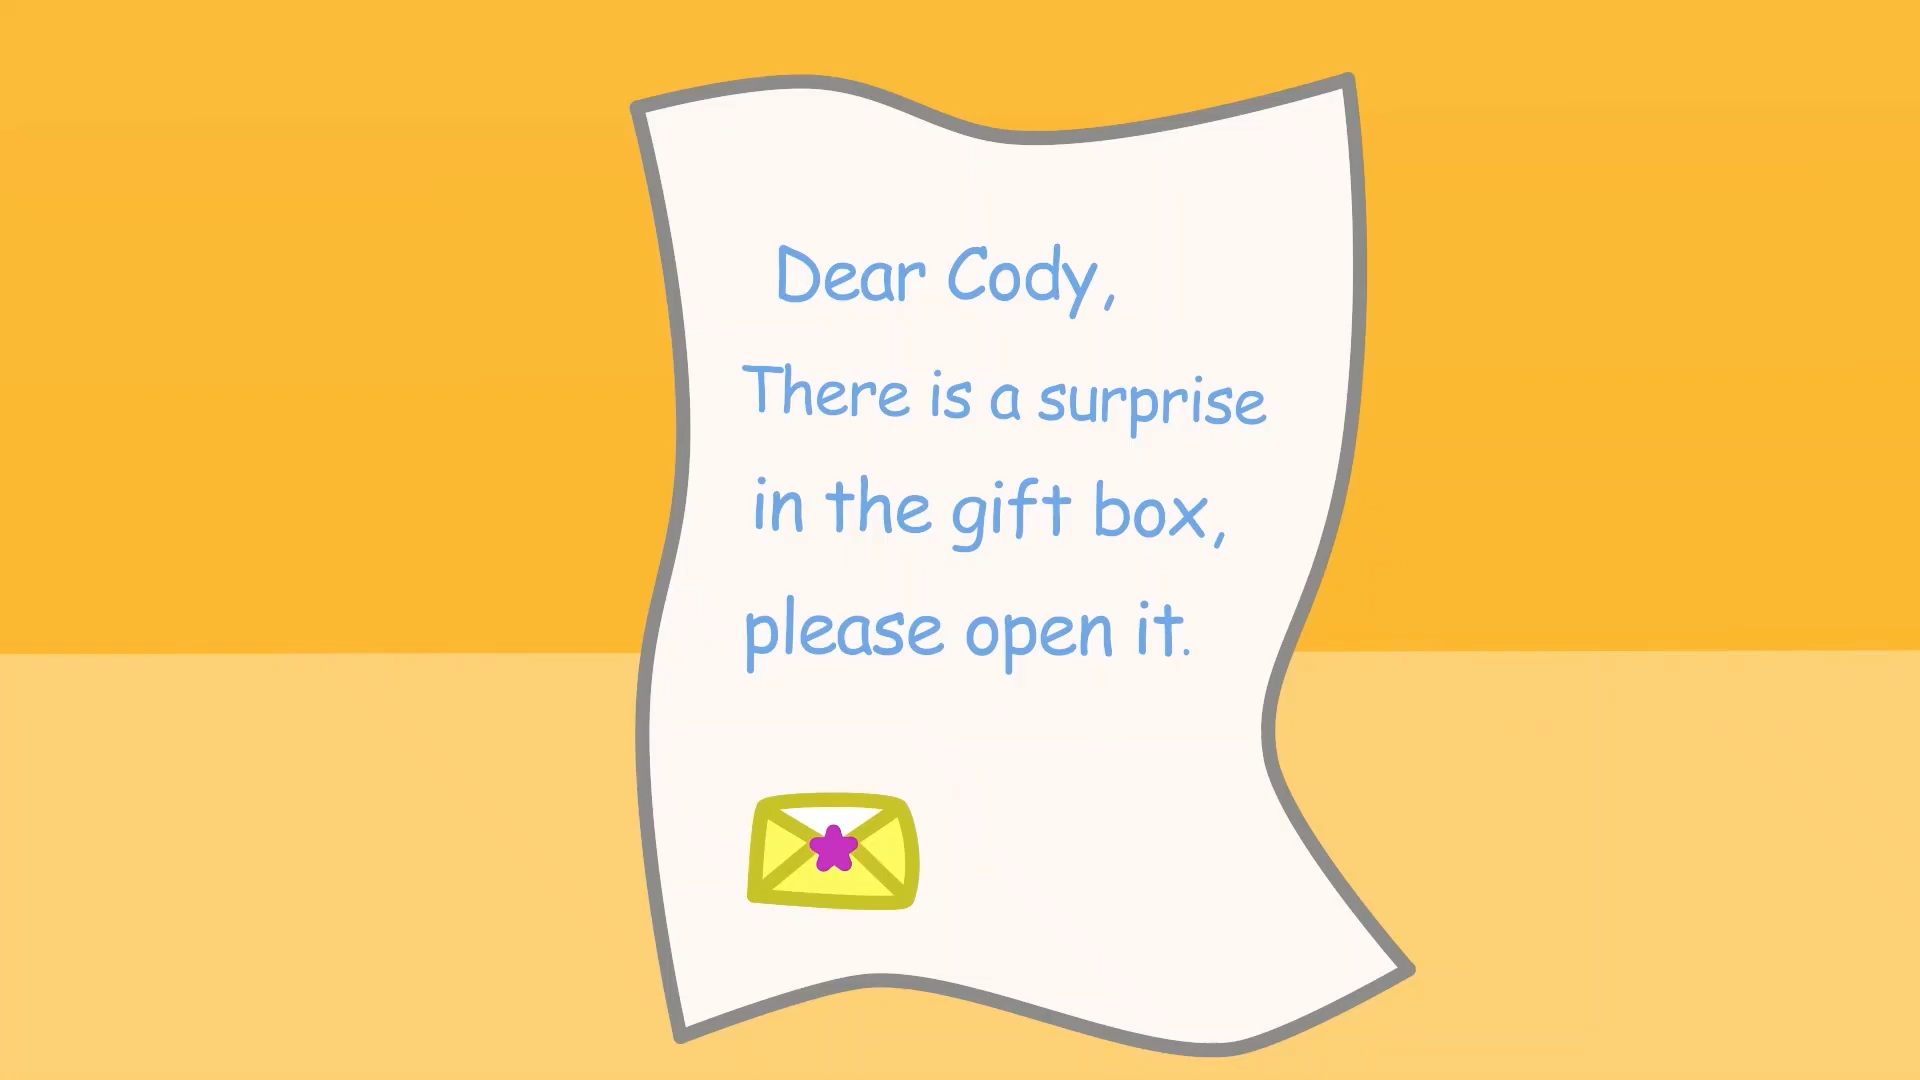 Dear Cody,
There is a surprise
in the gift box,
please open it.